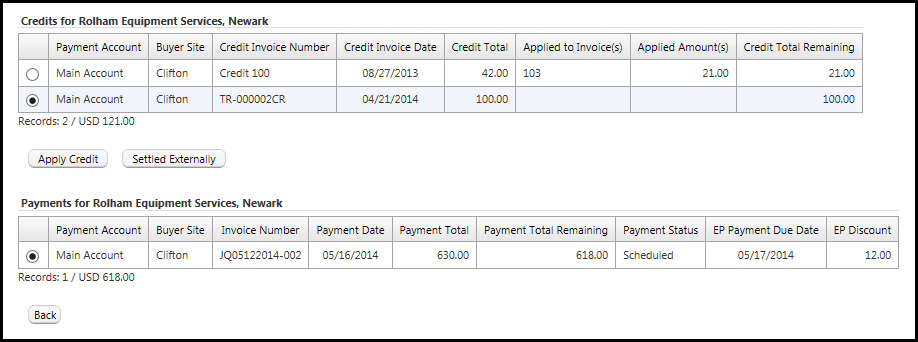 Credits for Rolham Equipment Services, Newark
Payment Account Buyer Site Credit Invoice Number Credit Invoice Date Credit Total Applied to Invoice(s) Applied Amount(s) Credit Total Remaining
Main Account Clifton Credit 100 08/27/2013 42.00 103 21.00 21.00
Main Account Clifton TR-000002CR 04/21/2014 100.00 100.00
Records: 2 / USD 121.00
Apply Credit Settled Externally
Payments for Rolham Equipment Services, Newark
Payment Account Buyer Site Invoice Number Payment Date Payment Total Payment Total Remaining Payment Status EP Payment Due Date EP Discount
Main Account Clifton JQ05122014-002 05/16/2014 630.00 618.00 Scheduled 05/17/2014 12.00
Records: 1 / USD 618.00
Back